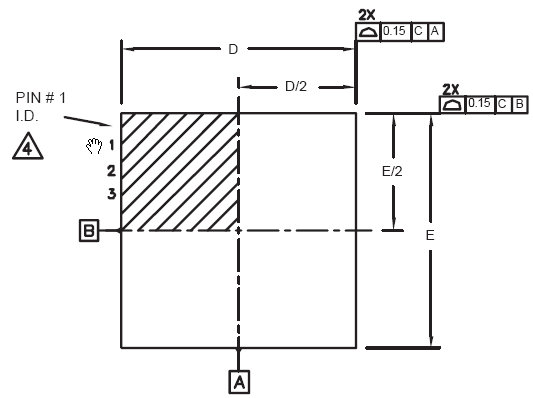 2X
0.15 C A
D
D/2
2X
0.15 C B
PIN # 1
I.D.
4
1
2
3
E/2
B
E
A